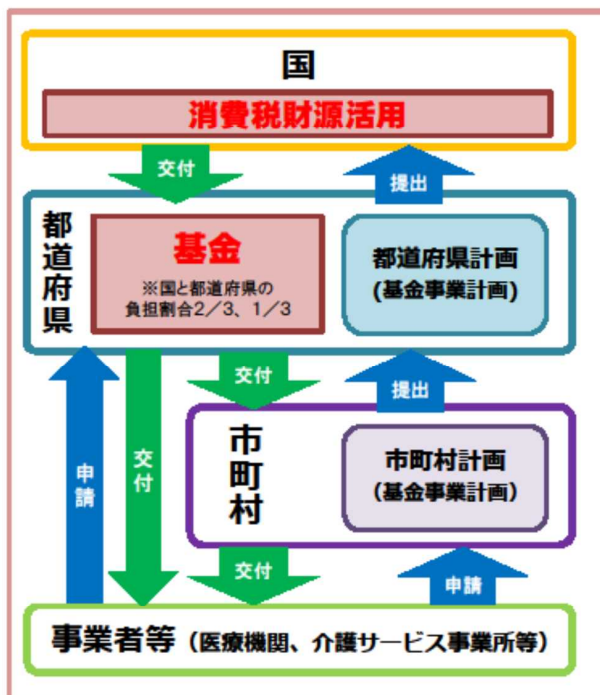 国
消費税財源活用
交付
提出
都道府県
基金
※国と都道府県の
負担割合2/3、1/3
都道府県計画
(基金事業計画)
申請
交付
交付
提出
市町村
市町村計画
(基金事業計画)
交付
申請
事業者等(医療機関、介護サービス事業所等)